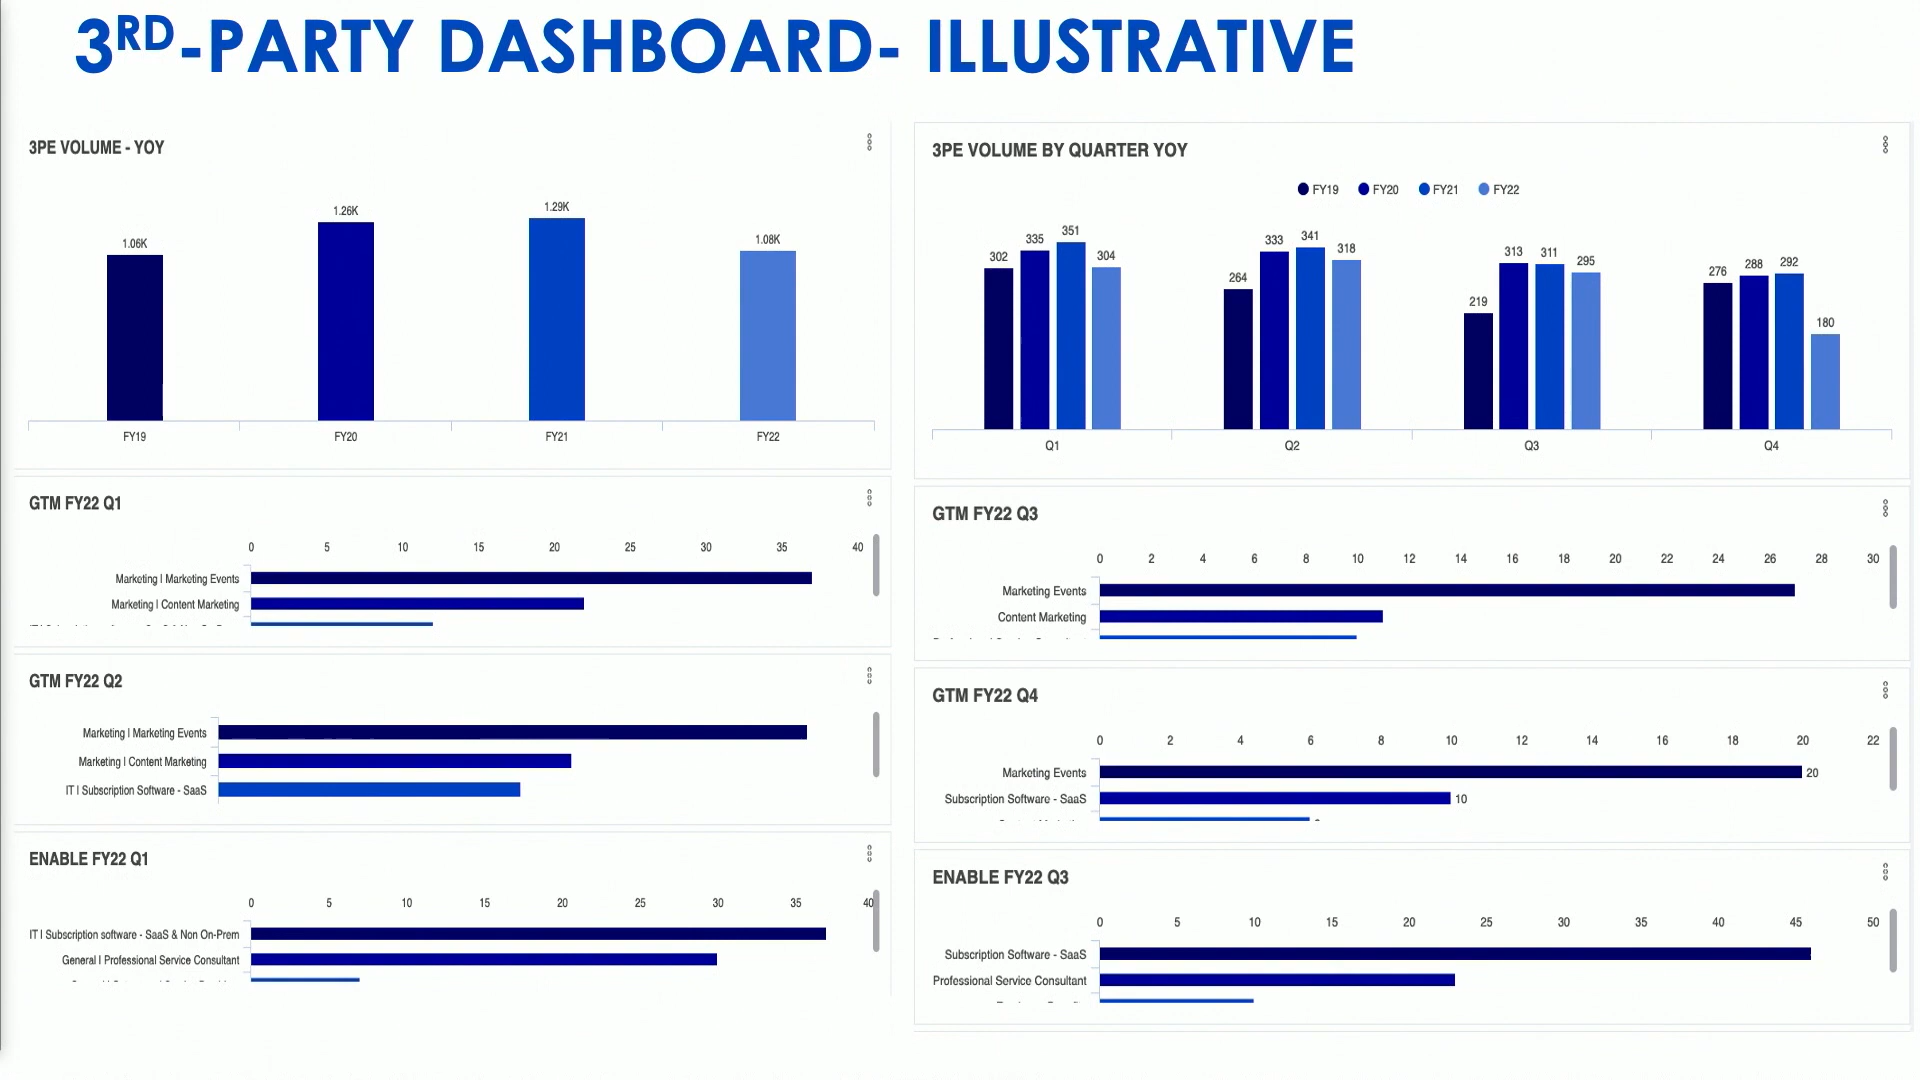 3RD-PARTY DASHBOARD- ILLUSTRATIVE
3PE VOLUME - YOY
1.06K
1.26K
1.29K
1.08K
FY19 FY20 FY21 FY22
3PE VOLUME BY QUARTER YOY
FY19 FY20 FY21 FY22
302 335 351 304
264 333 341 318
219 313 311 295
276 288 292 180
Q1 Q2 Q3 Q4
GTM FY22 Q1
0 5 10 15 20 25 30 35 40
Marketing | Marketing Events
Marketing | Content Marketing
GTM FY22 Q2
Marketing | Marketing Events
Marketing | Content Marketing
IT | Subscription Software - SaaS
ENABLE FY22 Q1
0 5 10 15 20 25 30 35 40
IT | Subscription software - SaaS & Non On-Prem
General | Professional Service Consultant
GTM FY22 Q3
0 2 4 6 8 10 12 14 16 18 20 22 24 26 28 30
Marketing Events
Content Marketing
GTM FY22 Q4
0 2 4 6 8 10 12 14 16 18 20 22
Marketing Events 20
Subscription Software - SaaS 10
ENABLE FY22 Q3
0 5 10 15 20 25 30 35 40 45 50
Subscription Software - SaaS
Professional Service Consultant